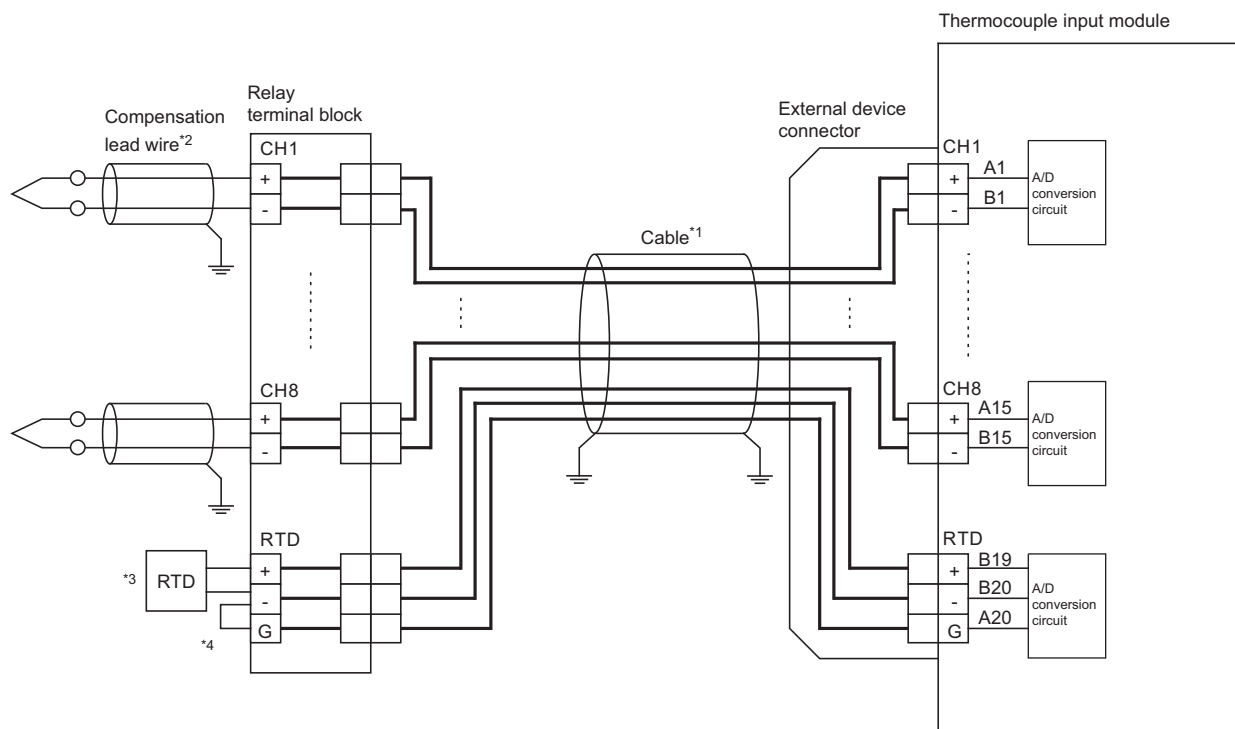 Thermocouple input module
Relay
terminal block
Compensation
lead wire*2
External device
connector
CH1
+
-
CH1
+
-
A1
B1
A/D
conversion
circuit
Cable*1
CH8
+
-
CH8
+
-
A15
B15
A/D
conversion
circuit
RTD
*3
RTD
+
-
G
*4
RTD
+
-
G
B19
B20
A20
A/D
conversion
circuit